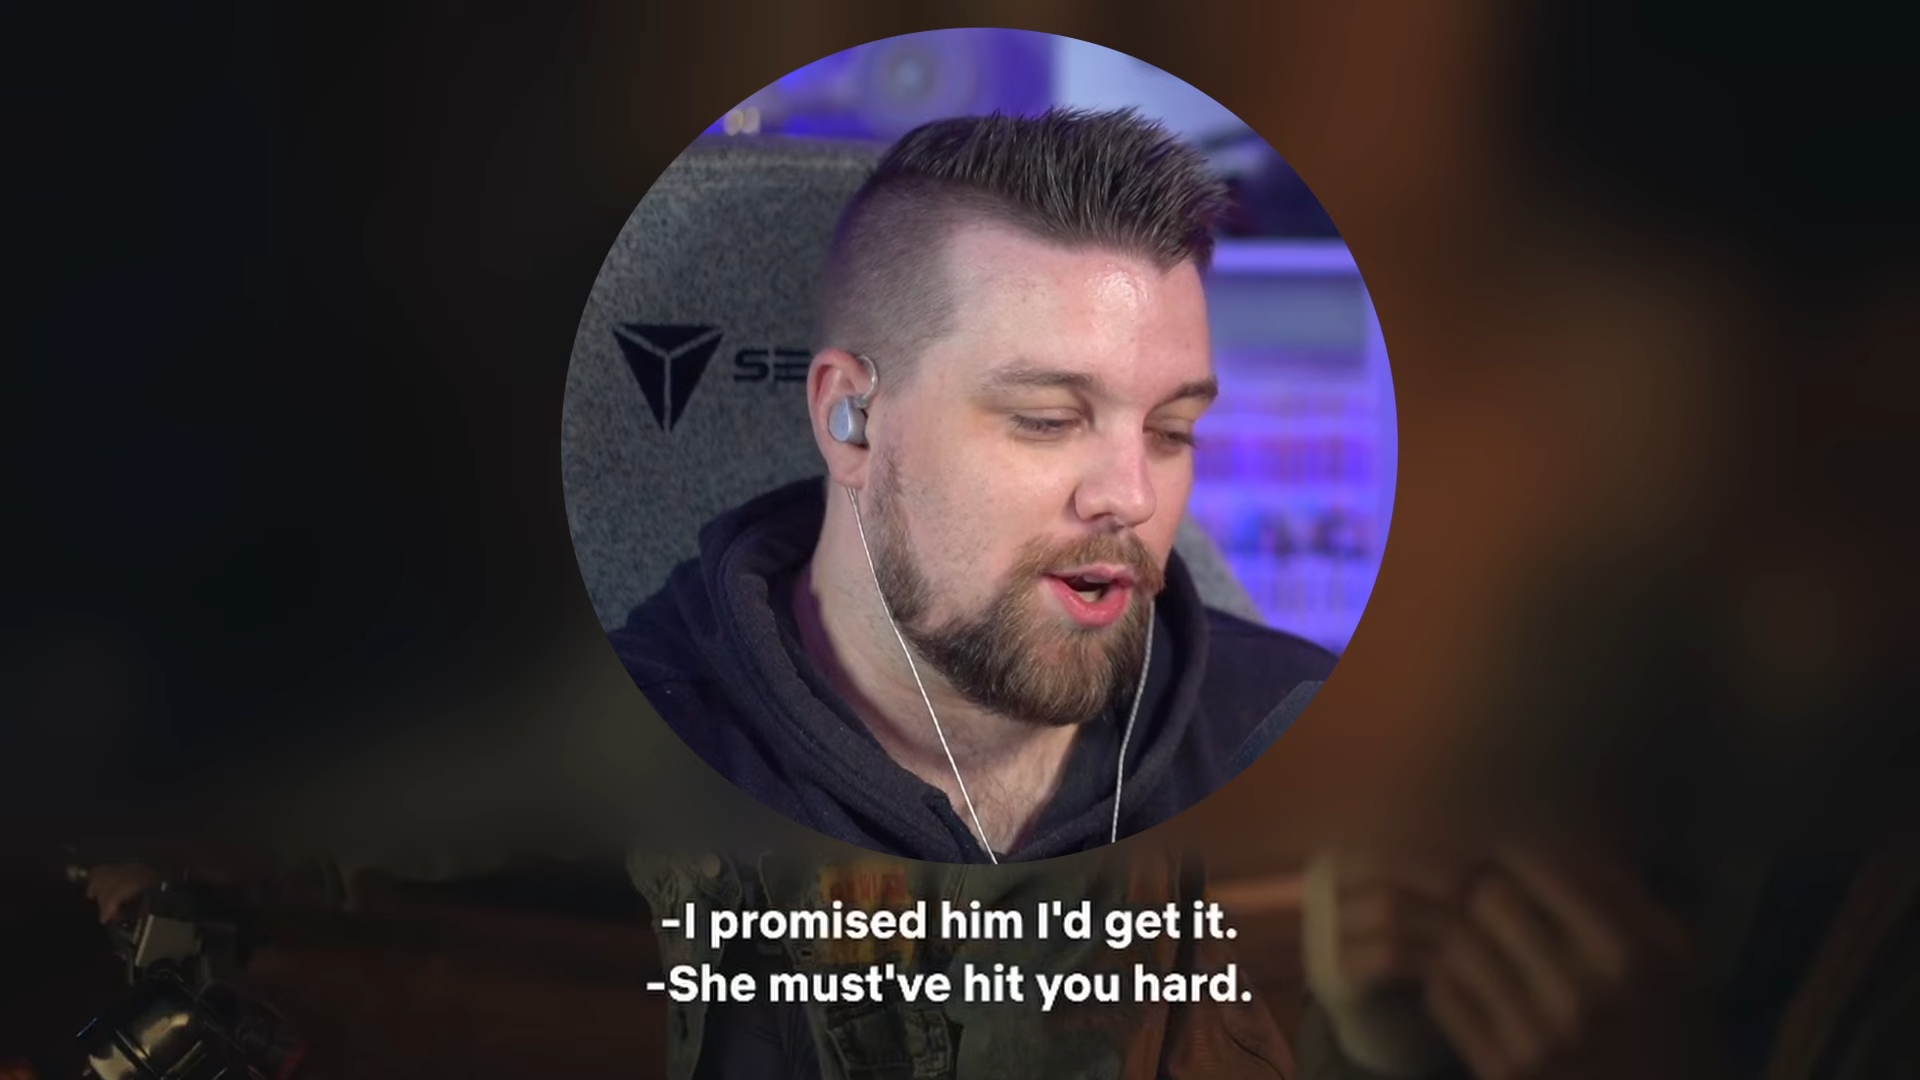 -I promised him I'd get it.
-She must've hit you hard.